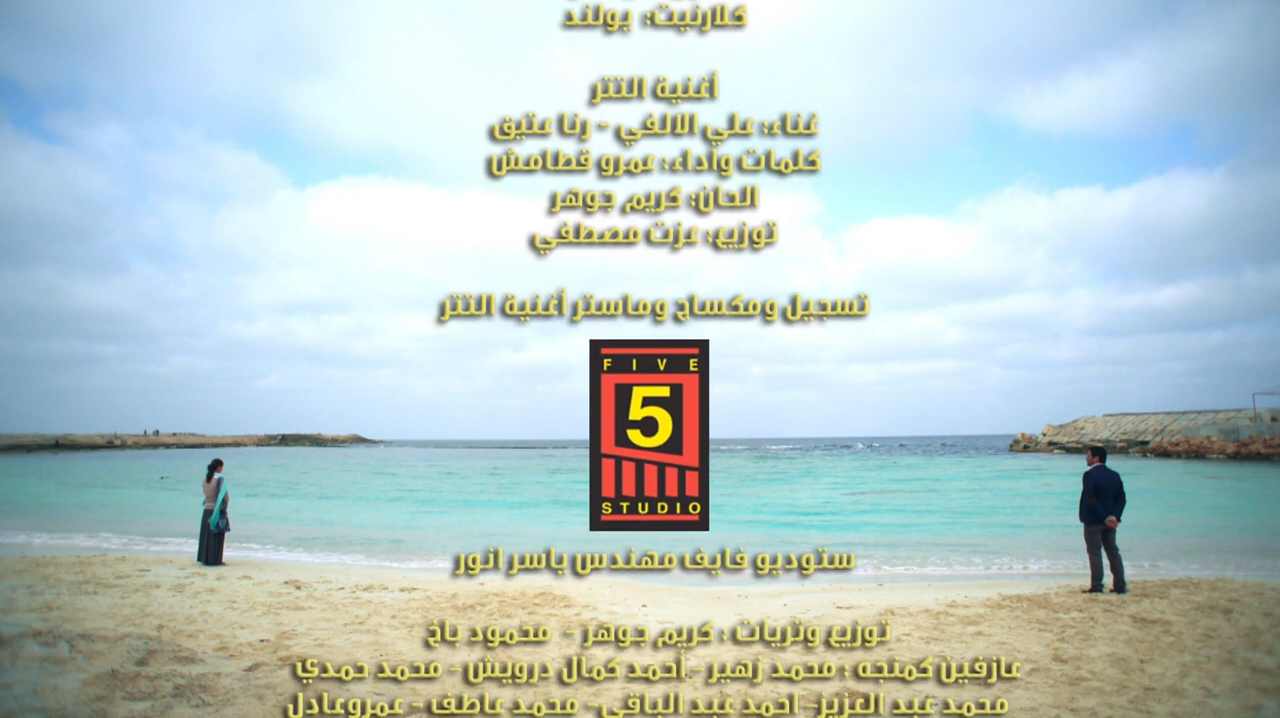 كلارنيت: يولند
أغنية التتر
غناء: علي الالفي - رنا عتيق
كلمات وأداء: عمرو قطامش
الحان: كريم جوهر
توزيع: عزت مصطفي
تسجيل ومكساج وماستر أغنية التتر
FIVE
5
STUDIO
ستوديو فايف مهندس ياسر انور
توزيع وتريات : كريم جوهر - محمود باخ
عازفين كمنجه : محمد زهير - أحمد كمال درويش - محمد حمدي
محمد عبد العزيز - احمد عبد الباقي - محمد عاطف - عمروعادل